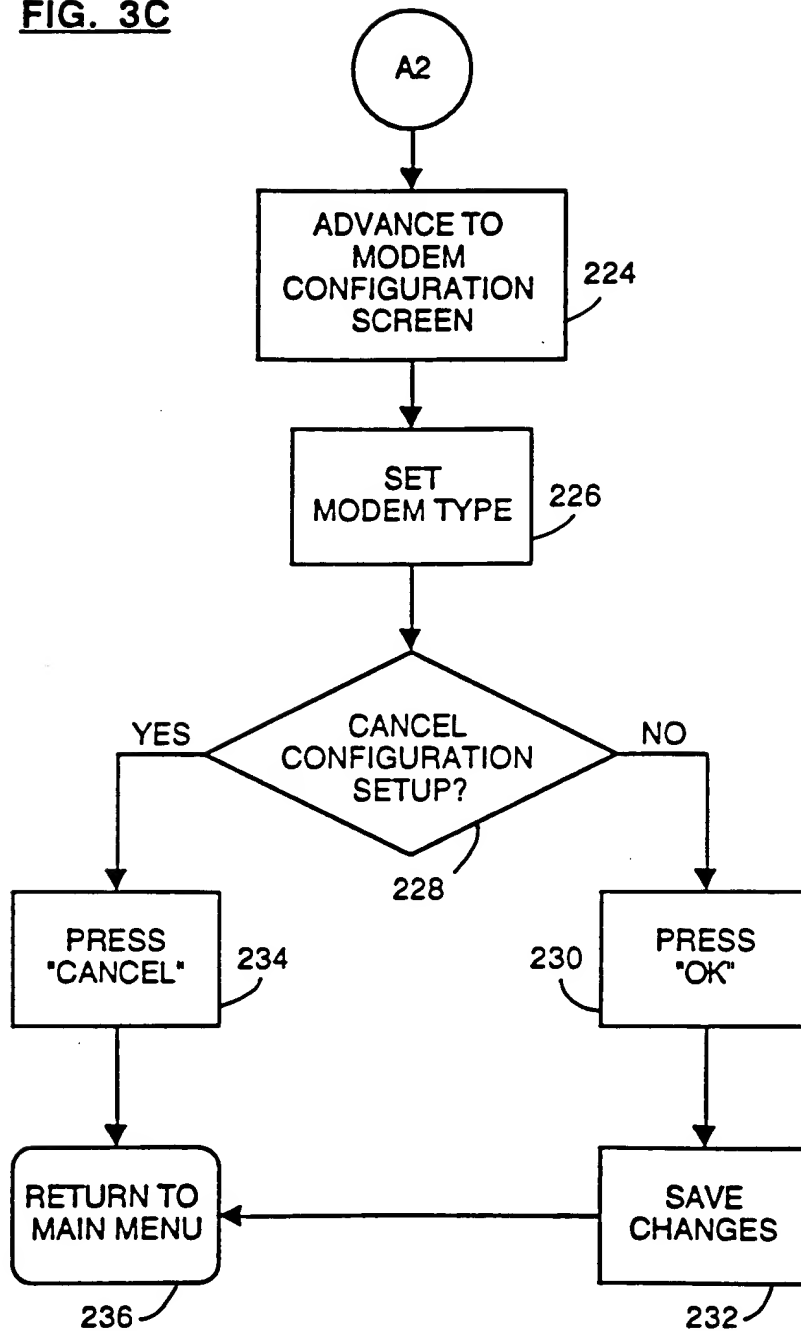 FIG. 3C
A2
ADVANCE TO
MODEM
CONFIGURATION
SCREEN
224
SET
MODEM TYPE
226
YES
CANCEL
CONFIGURATION
SETUP?
NO
228
PRESS
"CANCEL"
234
230
PRESS
"OK"
RETURN TO
MAIN MENU
SAVE
CHANGES
236
232